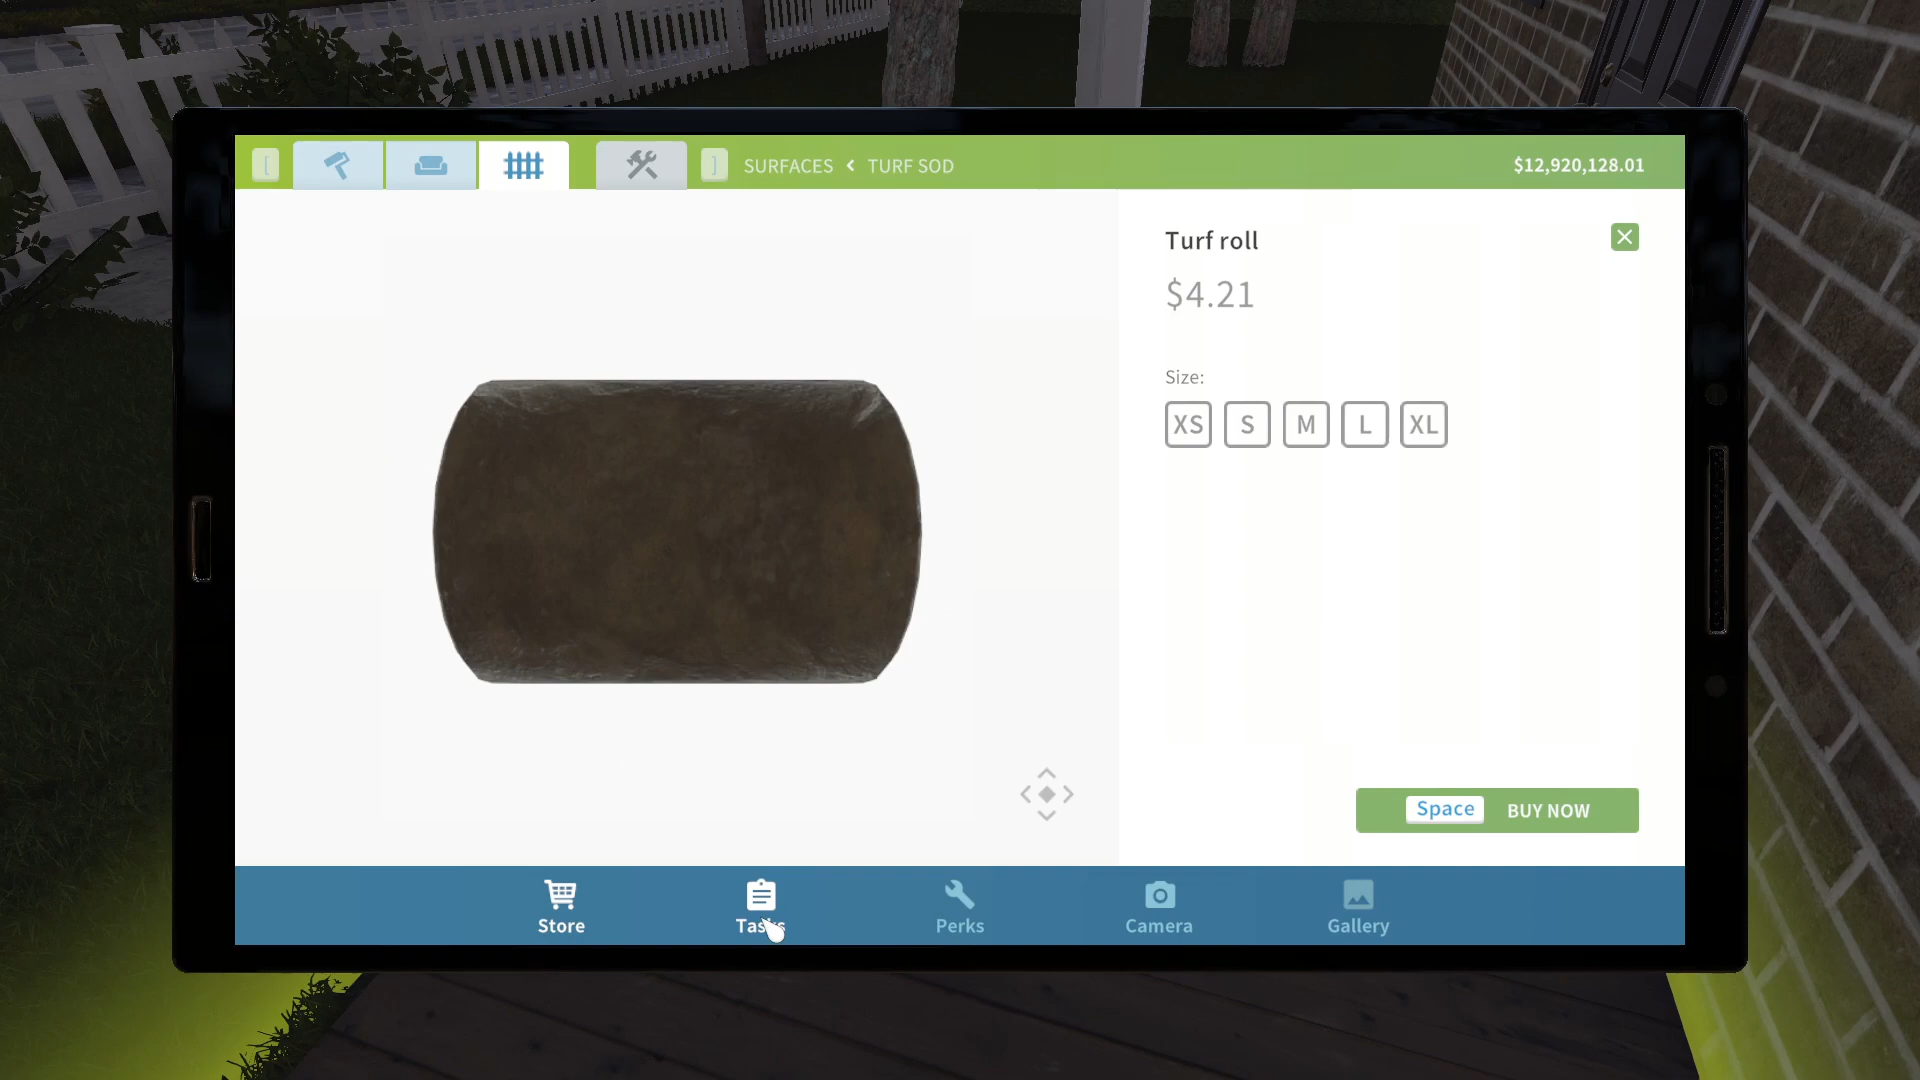 [
] SURFACES < TURF SOD
$12,920,128.01
Turf roll
$4.21
Size:
XS S M L XL
Space BUY NOW
Store
Tasks
Perks
Camera
Gallery